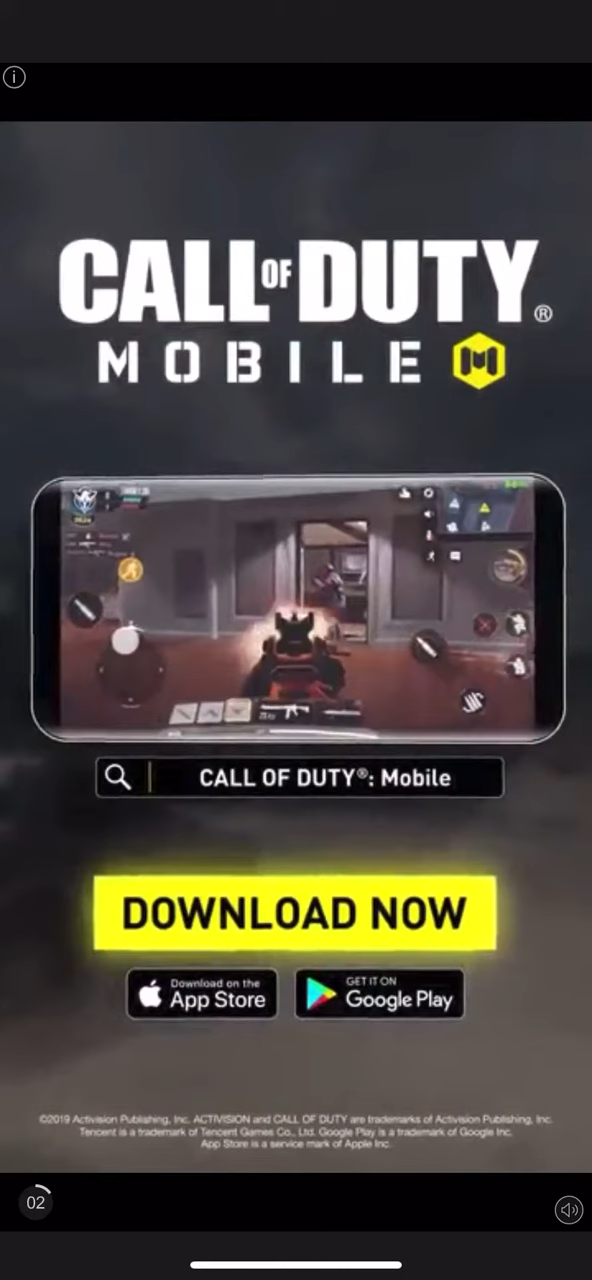 CALL OF DUTY®
MOBILE
CALL OF DUTY®: Mobile
DOWNLOAD NOW
Download on the
App Store
GET IT ON
Google Play
©2019 Activision Publishing, Inc. ACTIVISION and CALL OF DUTY are trademarks of Activision Publishing, Inc.
Tencent is a trademark of Tencent Games Co., Ltd. Google Play is a trademark of Google Inc.
App Store is a service mark of Apple Inc.
02